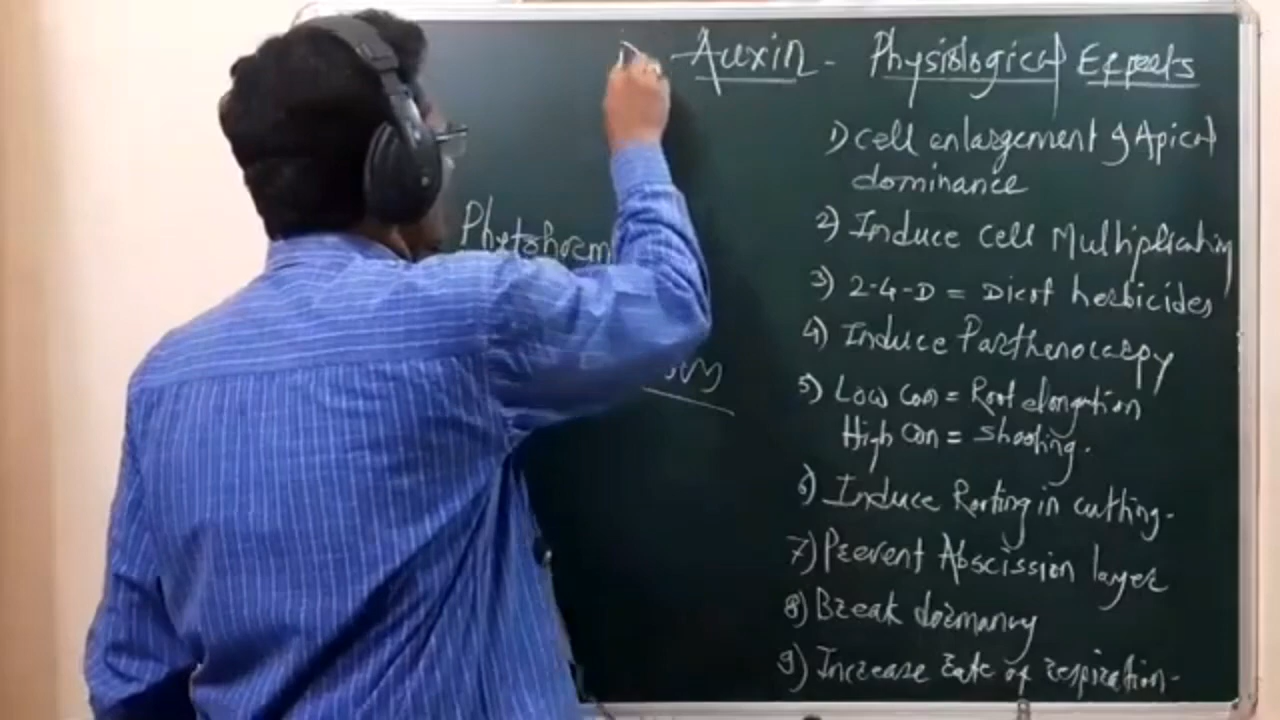 Auxin - Physiological Effects
1) cell enlargement & Apical
dominance
2) Induce cell Multiplication
3) 2-4-D = Dicot herbicides
4) Induce Parthenocarpy
5) Low Con = Root elongation
High Con = Shooting.
6) Induce Rooting in cutting.
7) Prevent Abscission layer
8) Break dormancy
9) Increase rate of respiration.
Phytohorm